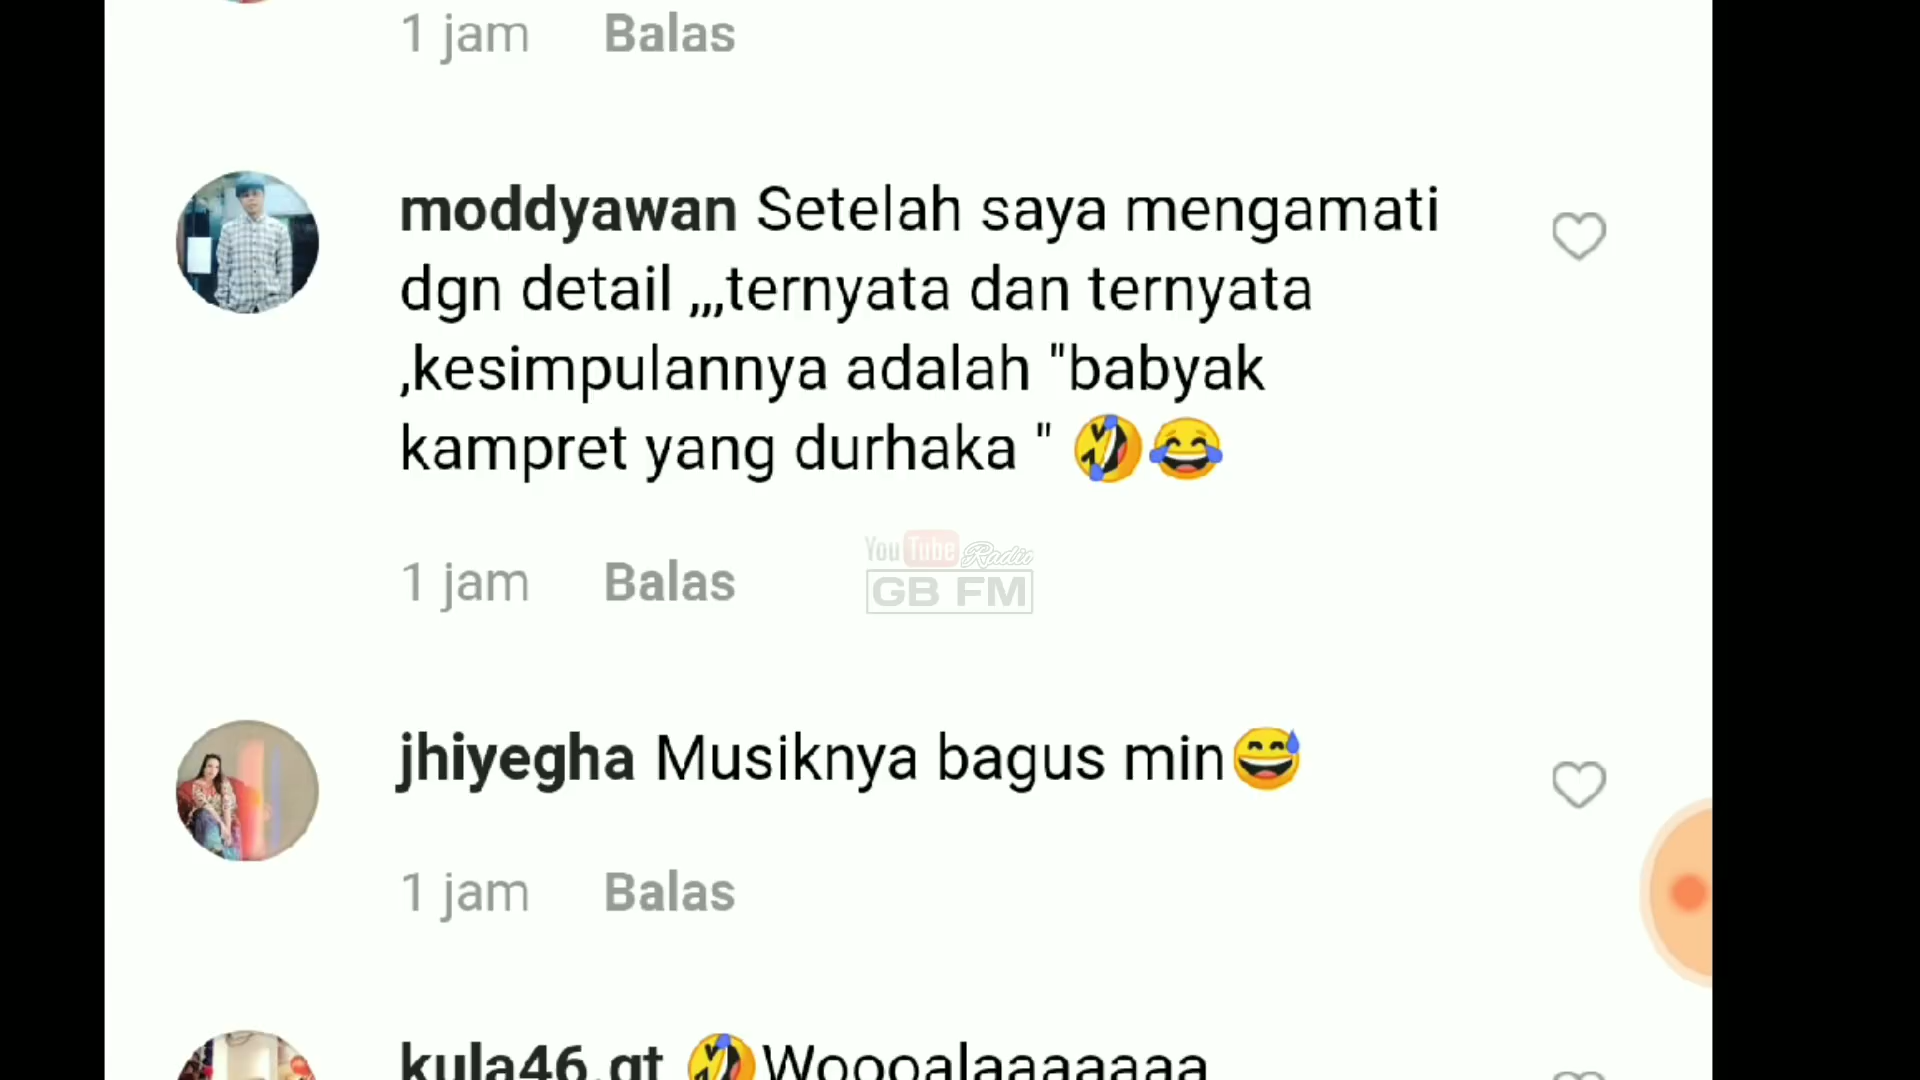 1 jam Balas
moddyawan Setelah saya mengamati
dgn detail ,,,ternyata dan ternyata
,kesimpulannya adalah "babyak
kampret yang durhaka " 🤣😂
1 jam Balas
YouTube Radio
GB FM
jhiyegha Musiknya bagus min😅
1 jam Balas
kula46.gt 🤣Woooalaaaaaaa